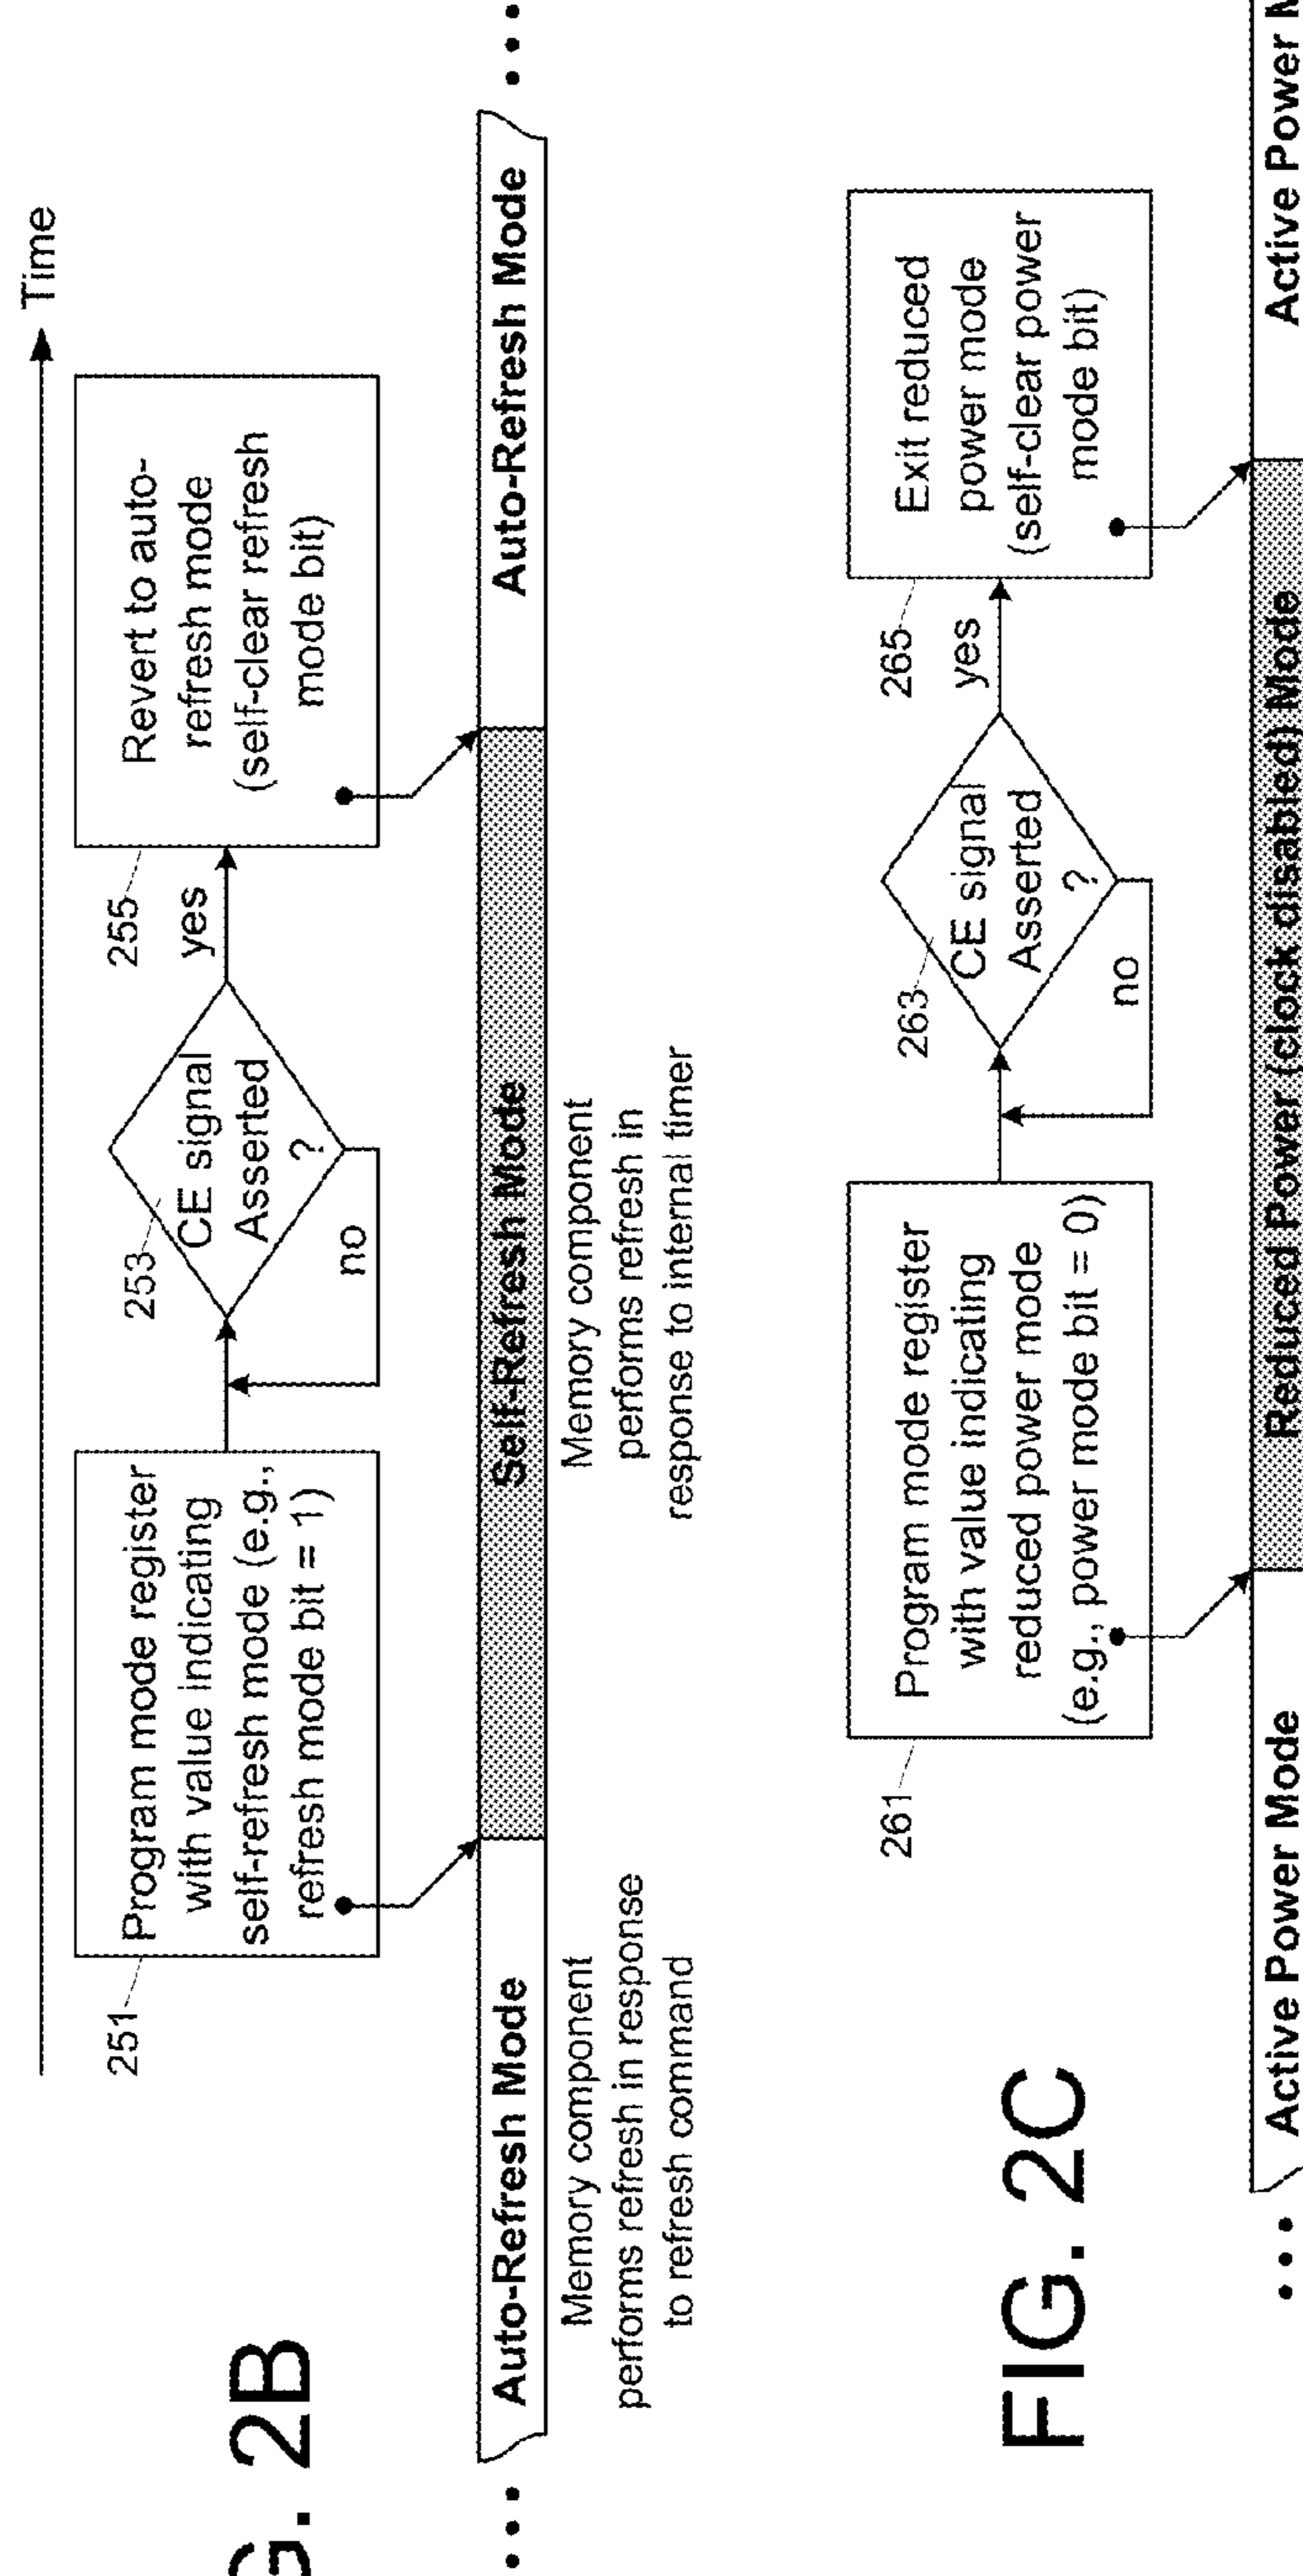 Time
251
Program mode register
with value indicating
self-refresh mode (e.g.,
refresh mode bit = 1)
253
CE signal
Asserted
?
no
yes
255
Revert to auto-
refresh mode
(self-clear refresh
mode bit)
G. 2B
Auto-Refresh Mode
Self-Refresh Mode
Auto-Refresh Mode
Memory component
performs refresh in response
to refresh command
Memory component
performs refresh in
response to internal timer
261
Program mode register
with value indicating
reduced power mode
(e.g., power mode bit = 0)
263
CE signal
Asserted
?
no
yes
265
Exit reduced
power mode
(self-clear power
mode bit)
FIG. 2C
Active Power Mode
Reduced Power (clock disabled) Mode
Active Power M